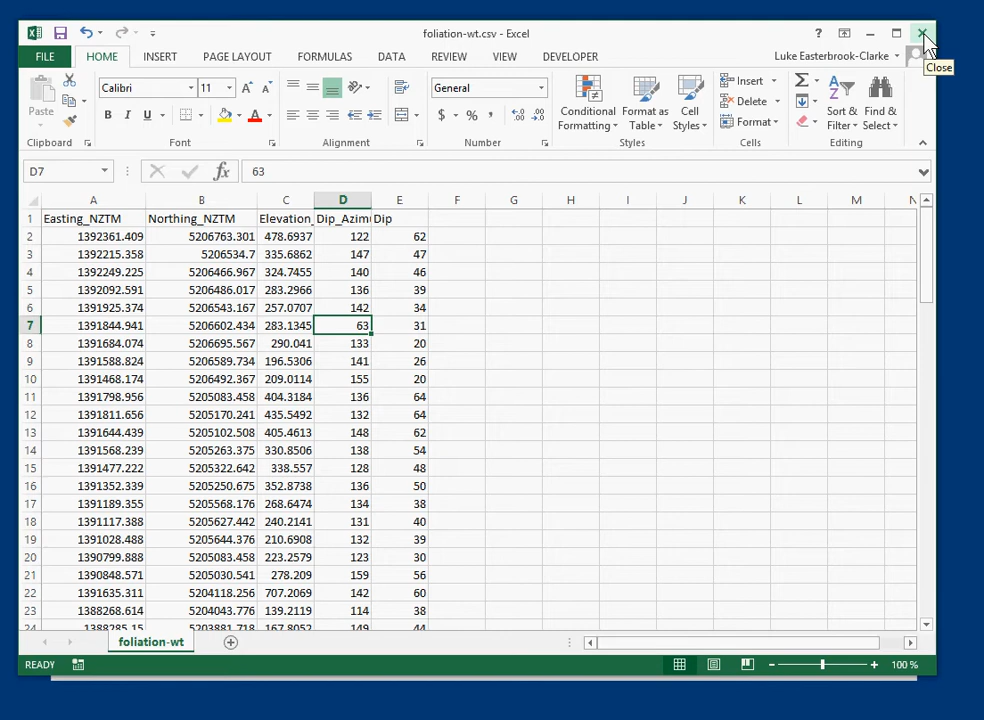 foliation-wt.csv - Excel
?
Close
FILE HOME INSERT PAGE LAYOUT FORMULAS DATA REVIEW VIEW DEVELOPER Luke Easterbrook-Clarke
Paste Calibri 11 A A General Conditional Formatting Format as Table Cell Styles Insert Delete Format Sort & Filter Find & Select
B I U A $ % ,
Clipboard Font Alignment Number Styles Cells Editing
D7 fx 63
A B C D E F G H I J K L M N
1 Easting_NZTM Northing_NZTM Elevation_ Dip_Azimu Dip
2 1392361.409 5206763.301 478.6937 122 62
3 1392215.358 5206534.7 335.6862 147 47
4 1392249.225 5206466.967 324.7455 140 46
5 1392092.591 5206486.017 283.2966 136 39
6 1391925.374 5206543.167 257.0707 142 34
7 1391844.941 5206602.434 283.1345 63 31
8 1391684.074 5206695.567 290.041 133 20
9 1391588.824 5206589.734 196.5306 141 26
10 1391468.174 5206492.367 209.0114 155 20
11 1391798.956 5205083.458 404.3184 136 64
12 1391811.656 5205170.241 435.5492 132 64
13 1391644.439 5205102.508 405.4613 148 62
14 1391568.239 5205263.375 330.8506 138 54
15 1391477.222 5205322.642 338.557 128 48
16 1391352.339 5205250.675 352.8738 136 50
17 1391189.355 5205568.176 268.6474 134 38
18 1391117.388 5205627.442 240.2141 131 40
19 1391028.488 5205644.376 210.6908 132 39
20 1390799.888 5205083.458 223.2579 123 30
21 1390848.571 5205030.541 278.209 159 56
22 1391635.311 5204118.256 707.2069 142 60
23 1388268.614 5204043.776 139.2119 114 38
24 1388285.15 5203881.718 167.8052 149 44
foliation-wt
READY 100 %